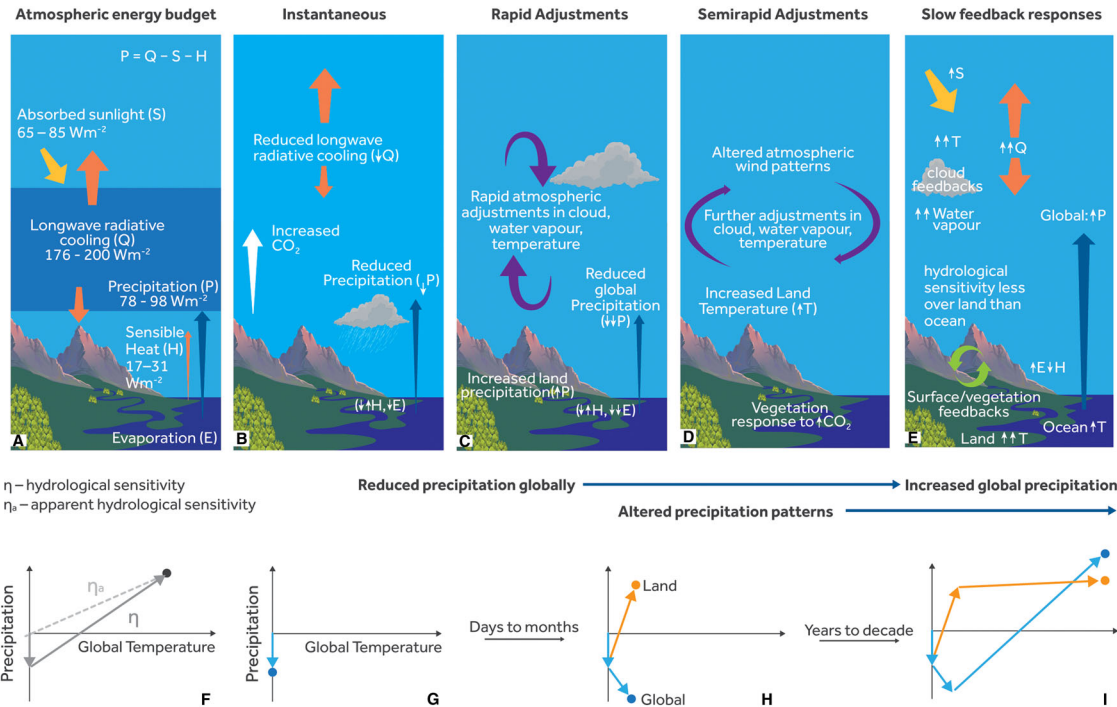 Atmospheric energy budget
P = Q – S – H
Absorbed sunlight (S)
65 – 85 Wm⁻²
Longwave radiative
cooling (Q)
176 - 200 Wm⁻²
Precipitation (P)
78 - 98 Wm⁻²
Sensible
Heat (H)
17–31
Wm⁻²
Evaporation (E)
A
Instantaneous
Reduced longwave
radiative cooling (↓Q)
Increased
CO₂
Reduced
Precipitation (↓P)
(↓↑H,↓E)
B
Rapid Adjustments
Rapid atmospheric
adjustments in cloud,
water vapour,
temperature
Reduced
global
Precipitation
(↓↓P)
Increased land
precipitation(↑P)
(↓↑H, ↓↓E)
C
Semirapid Adjustments
Altered atmospheric
wind patterns
Further adjustments in
cloud, water vapour,
temperature
Increased Land
Temperature (↑T)
Vegetation
response to ↑CO₂
D
Slow feedback responses
↑S
↑↑T
↑↑Q
cloud
feedbacks
↑↑ Water
vapour
Global:↑P
hydrological
sensitivity less
over land than
ocean
↑E↓H
Surface/vegetation
feedbacks
Ocean ↑T
Land ↑↑T
E
η – hydrological sensitivity
ηₐ – apparent hydrological sensitivity
Reduced precipitation globally
Increased global precipitation
Altered precipitation patterns
Precipitation
ηₐ
η
Global Temperature
F
Precipitation
Global Temperature
G
Days to months
Land
Global
H
Years to decade
I